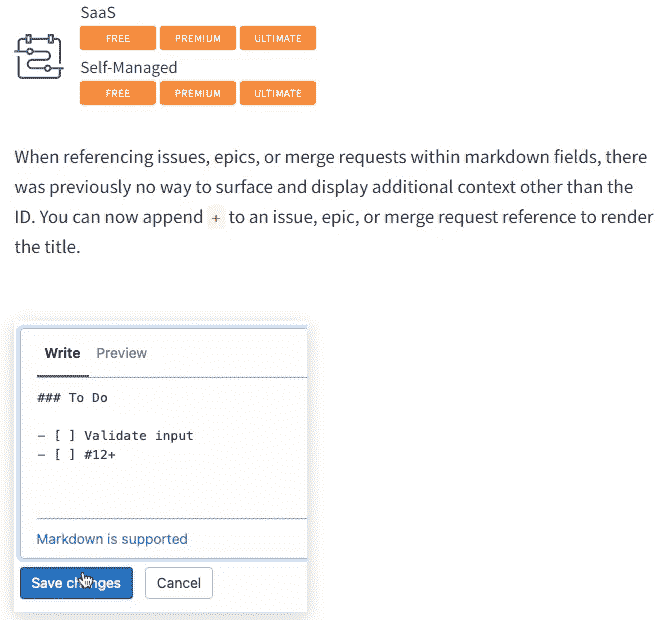 SaaS
FREE PREMIUM ULTIMATE
Self-Managed
FREE PREMIUM ULTIMATE
When referencing issues, epics, or merge requests within markdown fields, there
was previously no way to surface and display additional context other than the
ID. You can now append + to an issue, epic, or merge request reference to render
the title.
Write Preview
### To Do
– [ ] Validate input
– [ ] #12+
Markdown is supported
Save changes Cancel